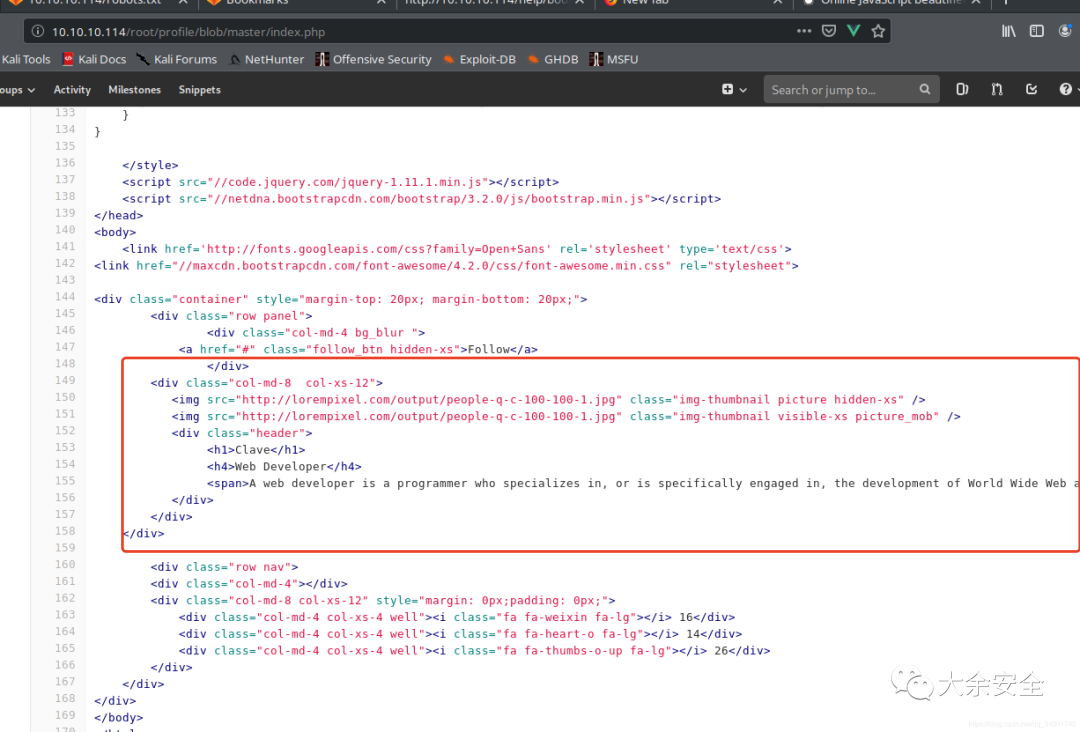 10.10.10.114/robots.txt
Bookmarks
http://10.10.10.114/help/boo
New Tab
Online JavaScript beautifie
10.10.10.114/root/profile/blob/master/index.php
Kali Tools Kali Docs Kali Forums NetHunter Offensive Security Exploit-DB GHDB MSFU
oups Activity Milestones Snippets Search or jump to...
133 }
134 }
135
136 </style>
137 <script src="//code.jquery.com/jquery-1.11.1.min.js"></script>
138 <script src="//netdna.bootstrapcdn.com/bootstrap/3.2.0/js/bootstrap.min.js"></script>
139 </head>
140 <body>
141 <link href='http://fonts.googleapis.com/css?family=Open+Sans' rel='stylesheet' type='text/css'>
142 <link href="//maxcdn.bootstrapcdn.com/font-awesome/4.2.0/css/font-awesome.min.css" rel="stylesheet">
143
144 <div class="container" style="margin-top: 20px; margin-bottom: 20px;">
145 <div class="row panel">
146 <div class="col-md-4 bg_blur ">
147 <a href="#" class="follow_btn hidden-xs">Follow</a>
148 </div>
149 <div class="col-md-8  col-xs-12">
150 <img src="http://lorempixel.com/output/people-q-c-100-100-1.jpg" class="img-thumbnail picture hidden-xs" />
151 <img src="http://lorempixel.com/output/people-q-c-100-100-1.jpg" class="img-thumbnail visible-xs picture_mob" />
152 <div class="header">
153 <h1>Clave</h1>
154 <h4>Web Developer</h4>
155 <span>A web developer is a programmer who specializes in, or is specifically engaged in, the development of World Wide Web a
156 </div>
157 </div>
158 </div>
159
160 <div class="row nav">
161 <div class="col-md-4"></div>
162 <div class="col-md-8 col-xs-12" style="margin: 0px;padding: 0px;">
163 <div class="col-md-4 col-xs-4 well"><i class="fa fa-weixin fa-lg"></i> 16</div>
164 <div class="col-md-4 col-xs-4 well"><i class="fa fa-heart-o fa-lg"></i> 14</div>
165 <div class="col-md-4 col-xs-4 well"><i class="fa fa-thumbs-o-up fa-lg"></i> 26</div>
166 </div>
167 </div>
168 </div>
169 </body>
170
大余安全